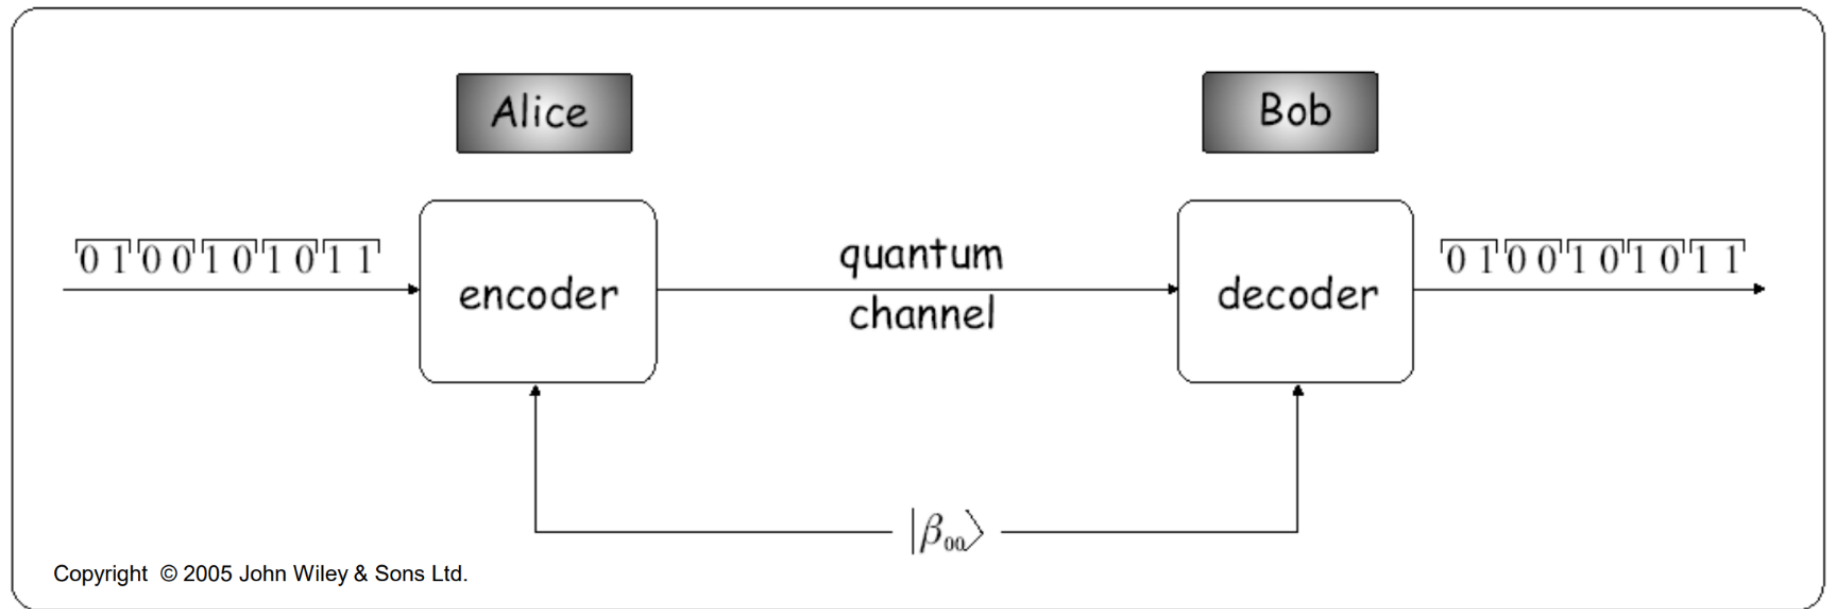 Alice
Bob
0 1 0 0 1 0 1 0 1 1
encoder
quantum
channel
decoder
0 1 0 0 1 0 1 0 1 1
|β₀₀⟩
Copyright © 2005 John Wiley & Sons Ltd.